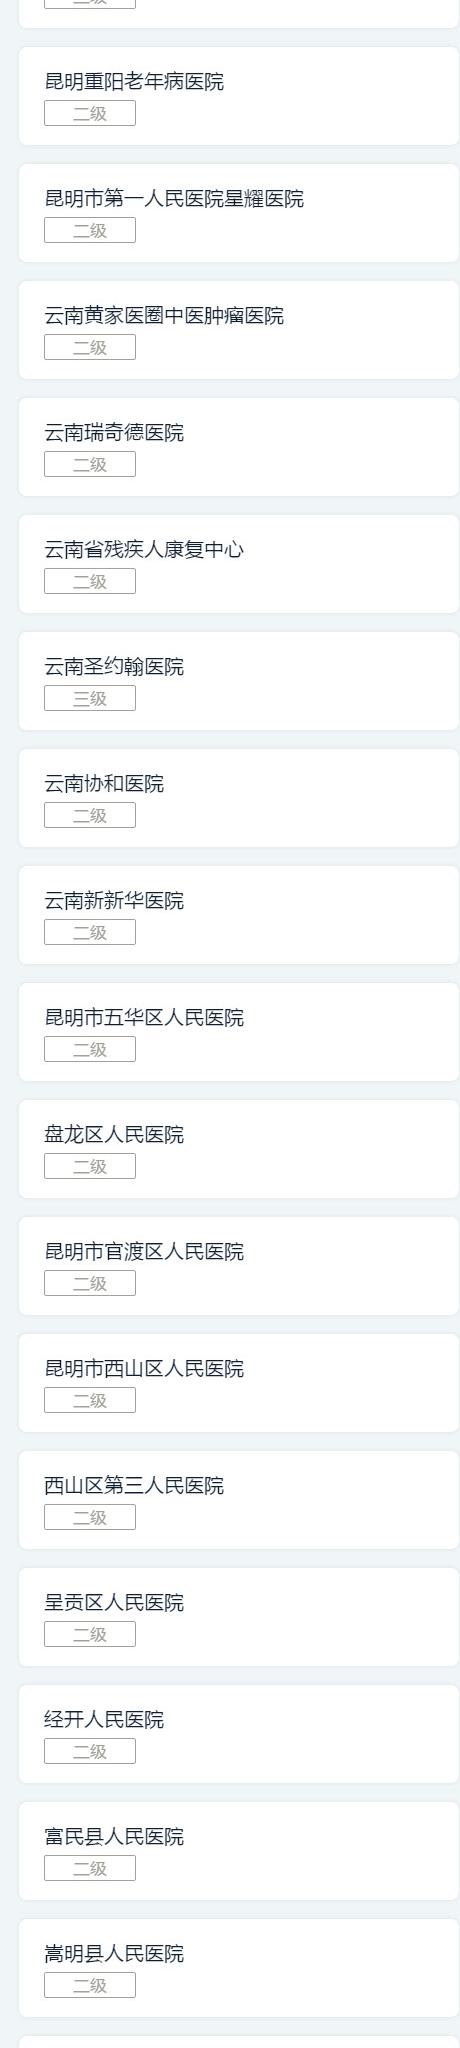 昆明重阳老年病医院
二级
昆明市第一人民医院星耀医院
二级
云南黄家医圈中医肿瘤医院
二级
云南瑞奇德医院
二级
云南省残疾人康复中心
二级
云南圣约翰医院
三级
云南协和医院
二级
云南新新华医院
二级
昆明市五华区人民医院
二级
盘龙区人民医院
二级
昆明市官渡区人民医院
二级
昆明市西山区人民医院
二级
西山区第三人民医院
二级
呈贡区人民医院
二级
经开人民医院
二级
富民县人民医院
二级
嵩明县人民医院
二级